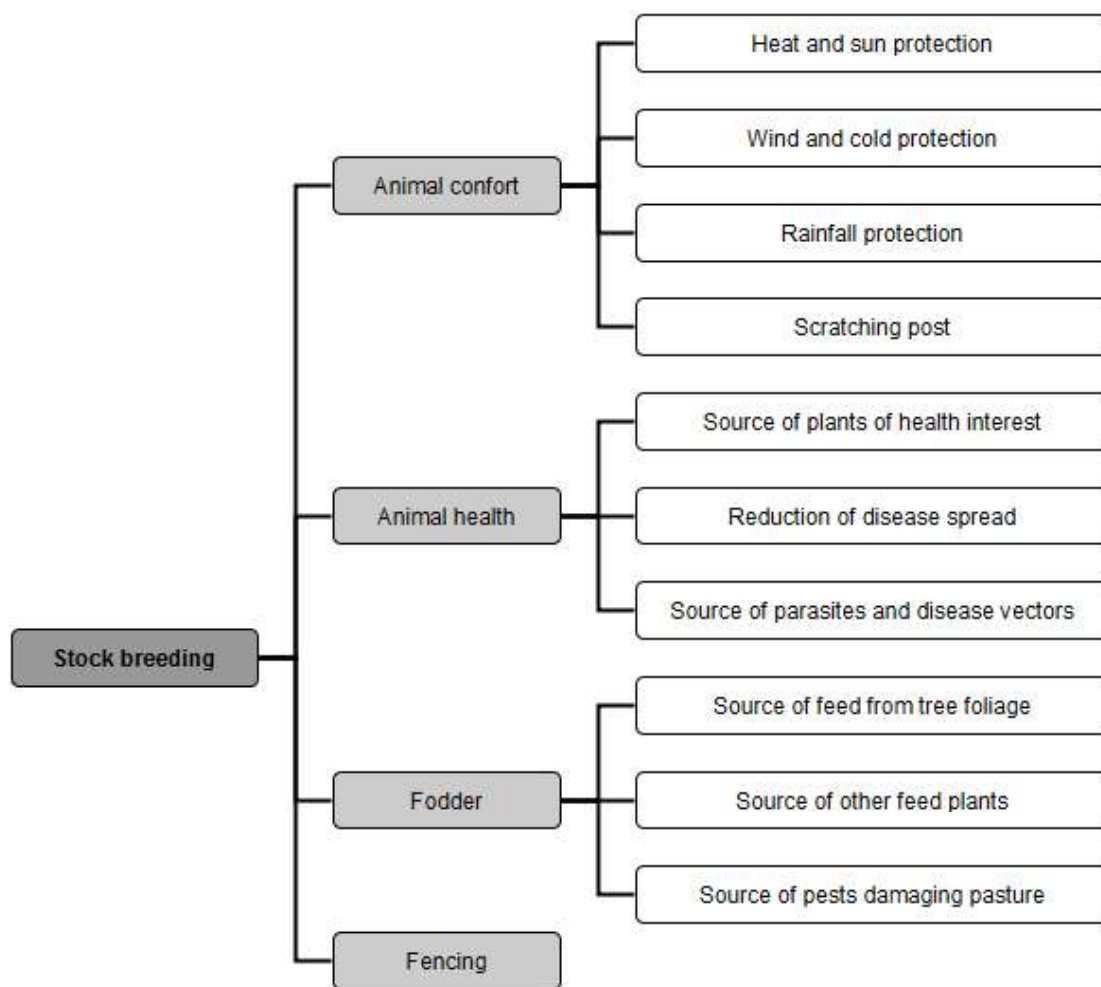 Heat and sun protection
Wind and cold protection
Animal confort
Rainfall protection
Scratching post
Source of plants of health interest
Animal health
Reduction of disease spread
Source of parasites and disease vectors
Stock breeding
Source of feed from tree foliage
Fodder
Source of other feed plants
Source of pests damaging pasture
Fencing